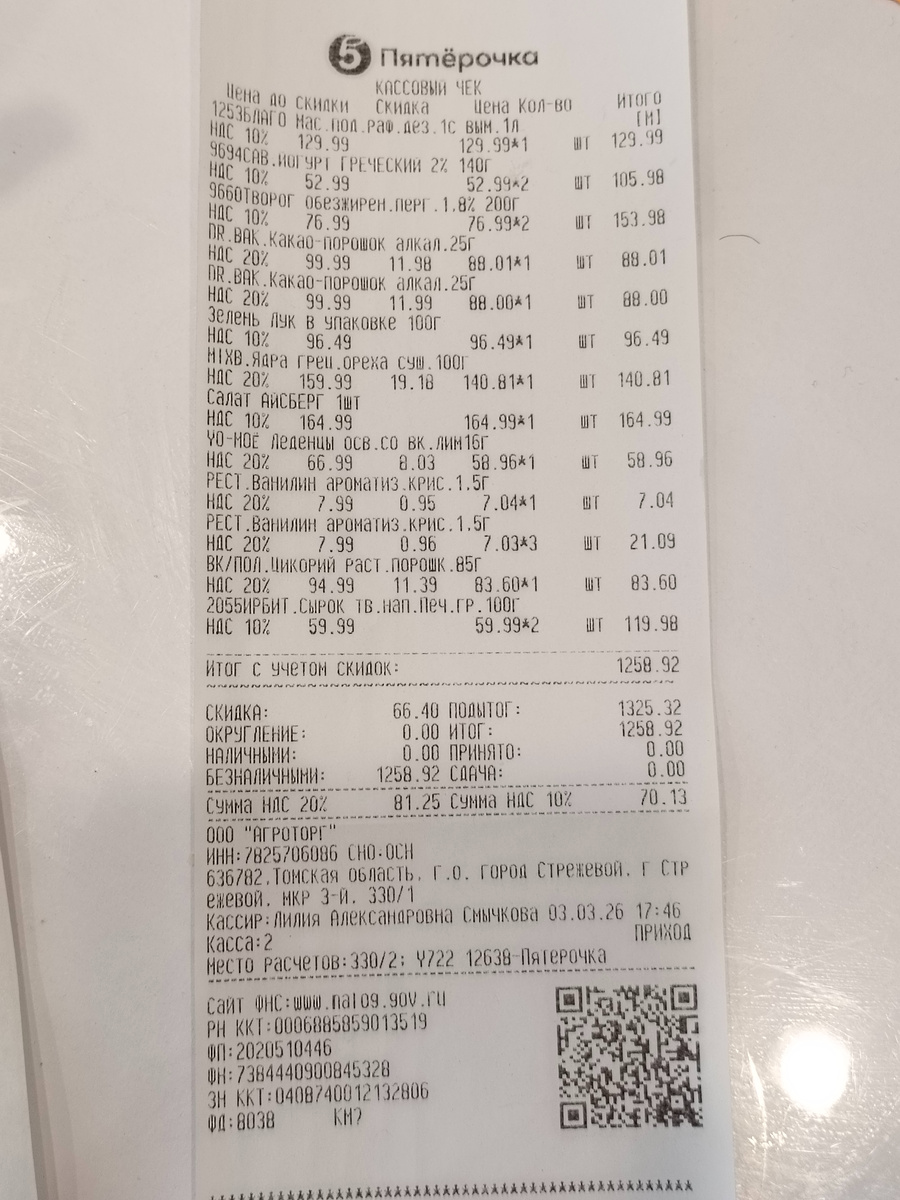 5 Пятёрочка
КАССОВЫЙ ЧЕК
Цена до скидки Скидка Цена Кол-во ИТОГО
[М]
1253БЛАГО Мас.под.раф.дез.1с вым.1л
НДС 10% 129.99 129.99*1 ШТ 129.99
9694САВ.ЙОГУРТ ГРЕЧЕСКИЙ 2% 140г
НДС 10% 52.99 52.99*2 ШТ 105.98
9660ТВОРОГ обезжирен.перг.1.8% 200г
НДС 10% 76.99 76.99*2 ШТ 153.98
DR.BAK.Какао-порошок алкал.25г
НДС 20% 99.99 11.98 88.01*1 ШТ 88.01
DR.BAK.Какао-порошок алкал.25г
НДС 20% 99.99 11.99 88.00*1 ШТ 88.00
Зелень Лук в упаковке 100г
НДС 10% 96.49 96.49*1 ШТ 96.49
MIXB.Ядра грец.ореха суш.100г
НДС 20% 159.99 19.18 140.81*1 ШТ 140.81
Салат АЙСБЕРГ 1шт
НДС 10% 164.99 164.99*1 ШТ 164.99
YO-МОЁ Леденцы осв.со вк.лим16г
НДС 20% 66.99 8.03 58.96*1 ШТ 58.96
РЕСТ.Ванилин ароматиз.крис.1.5г
НДС 20% 7.99 0.95 7.04*1 ШТ 7.04
РЕСТ.Ванилин ароматиз.крис.1.5г
НДС 20% 7.99 0.96 7.03*3 ШТ 21.09
ВК/ПОЛ.Цикорий раст.порошк.85г
НДС 20% 94.99 11.39 83.60*1 ШТ 83.60
2055ИРБИТ.Сырок тв.нап.Печ.гр.100г
НДС 10% 59.99 59.99*2 ШТ 119.98
Итог с учетом скидок: 1258.92
СКИДКА: 66.40 ПОДЫТОГ: 1325.32
ОКРУГЛЕНИЕ: 0.00 ИТОГ: 1258.92
НАЛИЧНЫМИ: 0.00 ПРИНЯТО: 0.00
БЕЗНАЛИЧНЫМИ: 1258.92 СДАЧА: 0.00
Сумма НДС 20% 81.25 Сумма НДС 10% 70.13
ООО "АГРОТОРГ"
ИНН:7825706086 СНО:ОСН
636782,Томская область, Г.О. город Стрежевой, г Стр
ежевой, мкр 3-й, 330/1
Кассир:Лилия Александровна Смычкова 03.03.26 17:46
Касса:2 ПРИХОД
Место расчетов:330/2; Y722 12638-Пятерочка
Сайт ФНС:www.nalog.gov.ru
РН ККТ:0006885859013519
ФП:2020510446
ФН:7384440900845328
ЗН ККТ:0408740012132806
ФД:8038 КМ?